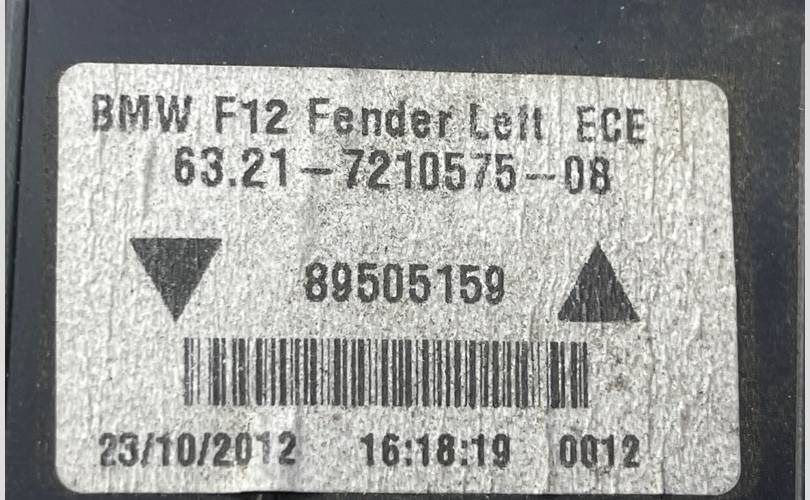 BMW F12 Fender Left ECE
63.21-7210575-08
89505159
23/10/2012 16:18:19 0012